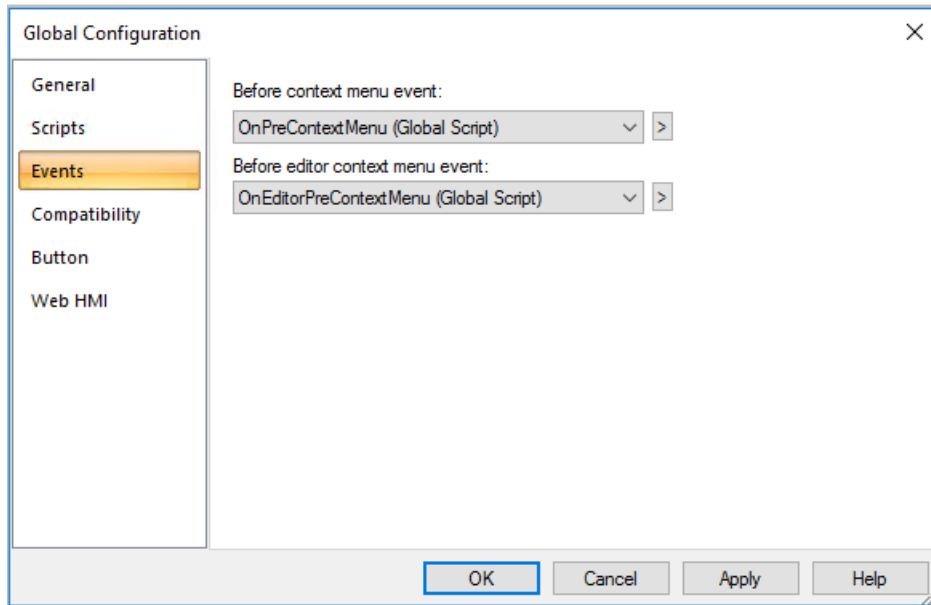 Global Configuration
General
Scripts
Events
Compatibility
Button
Web HMI
Before context menu event:
OnPreContextMenu (Global Script)
>
Before editor context menu event:
OnEditorPreContextMenu (Global Script)
>
OK
Cancel
Apply
Help